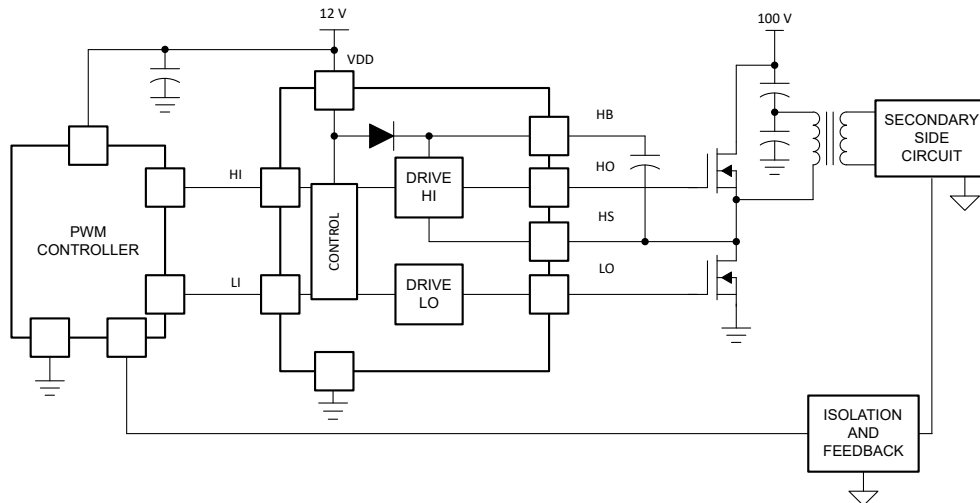 12 V
100 V
VDD
SECONDARY
SIDE
CIRCUIT
HB
HI
DRIVE
HI
HO
PWM
CONTROLLER
CONTROL
HS
LI
DRIVE
LO
LO
ISOLATION
AND
FEEDBACK